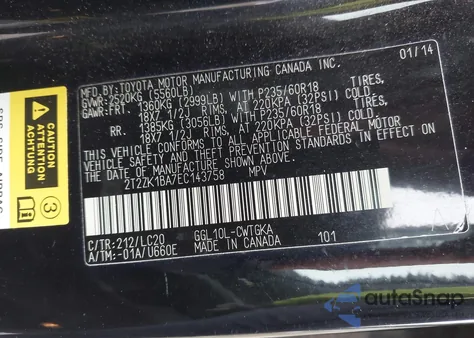 MFD. BY: TOYOTA MOTOR MANUFACTURING CANADA INC. 01/14
GVWR: 2520KG (5560LB)
GAWR: FRT. 1360KG (2999LB) WITH P235/60R18 TIRES,
18X7 1/2J RIMS, AT 220KPA (32PSI) COLD.
RR. 1385KG (3056LB) WITH P235/60R18 TIRES,
18X7 1/2J RIMS, AT 220KPA (32PSI) COLD.
THIS VEHICLE CONFORMS TO ALL APPLICABLE FEDERAL MOTOR
VEHICLE SAFETY AND THEFT PREVENTION STANDARDS IN
EFFECT ON THE DATE OF MANUFACTURE SHOWN ABOVE.
2T2ZK1BA7EC143758 MPV
C/TR:212/LC20 GGL10L-CWTGKA
A/TM:-01A/U660E MADE IN CANADA 101
SRS SIDE AIRBAG
3
autoSnap